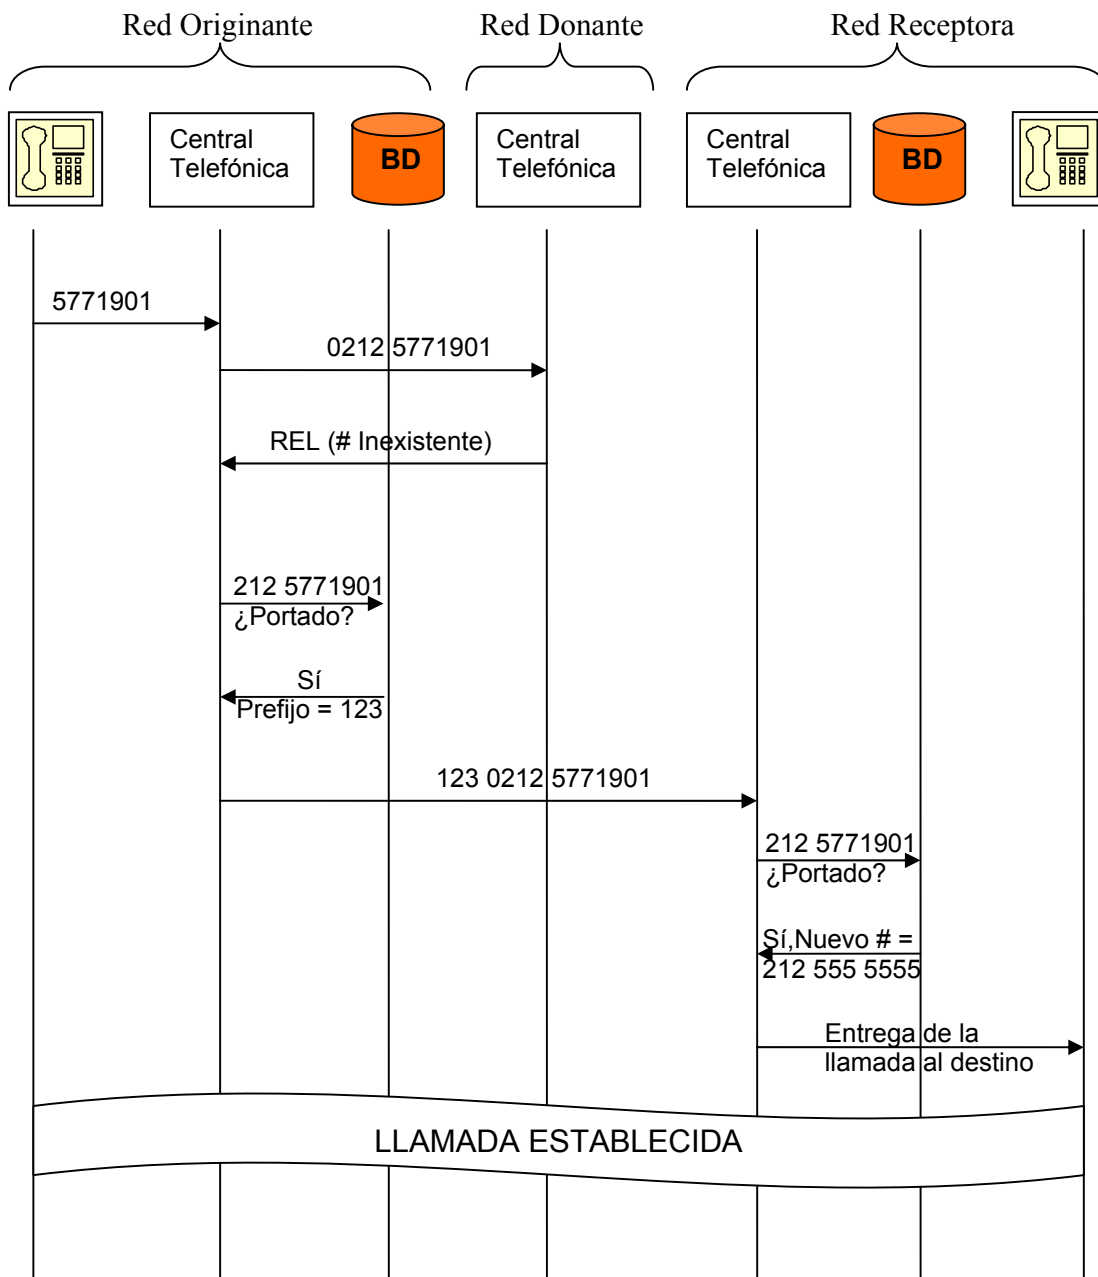 Red Originante
Red Donante
Red Receptora
Central
Telefónica
BD
Central
Telefónica
Central
Telefónica
BD
5771901
0212 5771901
REL (# Inexistente)
212 5771901
¿Portado?
Sí
Prefijo = 123
123 0212 5771901
212 5771901
¿Portado?
Sí,Nuevo # =
212 555 5555
Entrega de la
llamada al destino
LLAMADA ESTABLECIDA